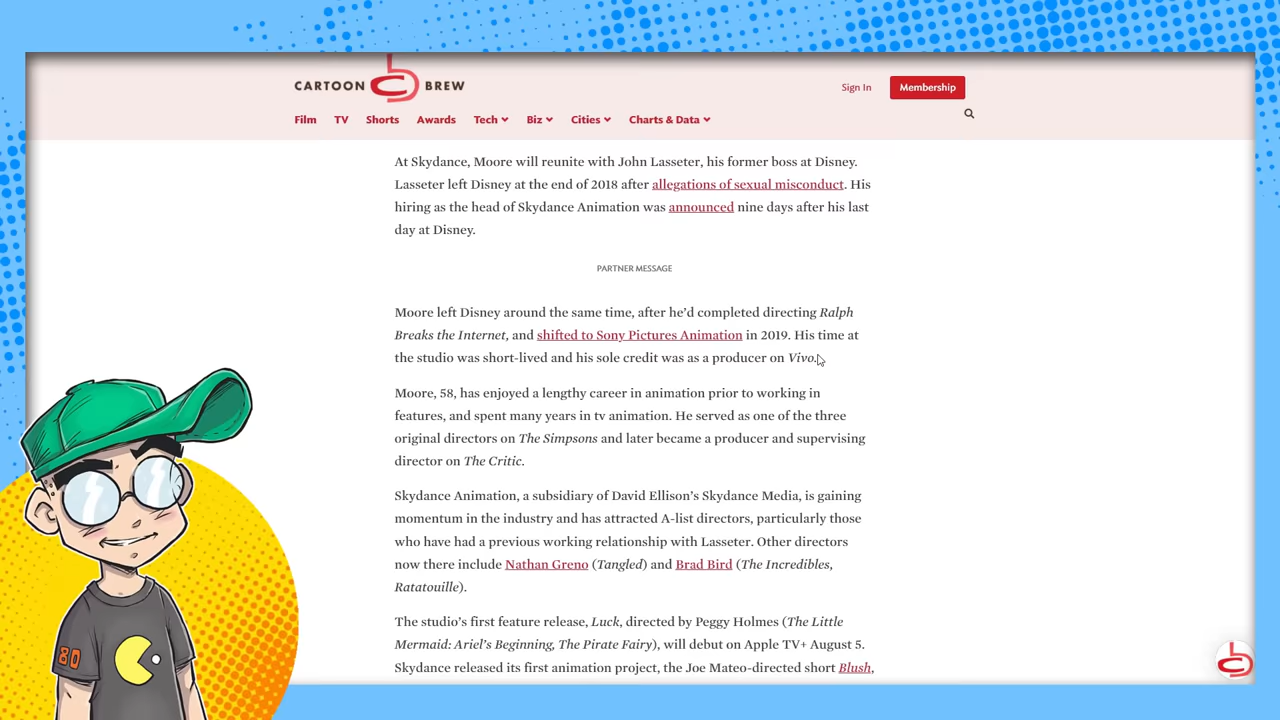 CARTOON BREW
Sign In
Membership
Film TV Shorts Awards Tech Biz Cities Charts & Data
At Skydance, Moore will reunite with John Lasseter, his former boss at Disney.
Lasseter left Disney at the end of 2018 after allegations of sexual misconduct. His
hiring as the head of Skydance Animation was announced nine days after his last
day at Disney.
PARTNER MESSAGE
Moore left Disney around the same time, after he’d completed directing Ralph
Breaks the Internet, and shifted to Sony Pictures Animation in 2019. His time at
the studio was short-lived and his sole credit was as a producer on Vivo.
Moore, 58, has enjoyed a lengthy career in animation prior to working in
features, and spent many years in tv animation. He served as one of the three
original directors on The Simpsons and later became a producer and supervising
director on The Critic.
Skydance Animation, a subsidiary of David Ellison’s Skydance Media, is gaining
momentum in the industry and has attracted A-list directors, particularly those
who have had a previous working relationship with Lasseter. Other directors
now there include Nathan Greno (Tangled) and Brad Bird (The Incredibles,
Ratatouille).
The studio’s first feature release, Luck, directed by Peggy Holmes (The Little
Mermaid: Ariel’s Beginning, The Pirate Fairy), will debut on Apple TV+ August 5.
Skydance released its first animation project, the Joe Mateo-directed short Blush,
80